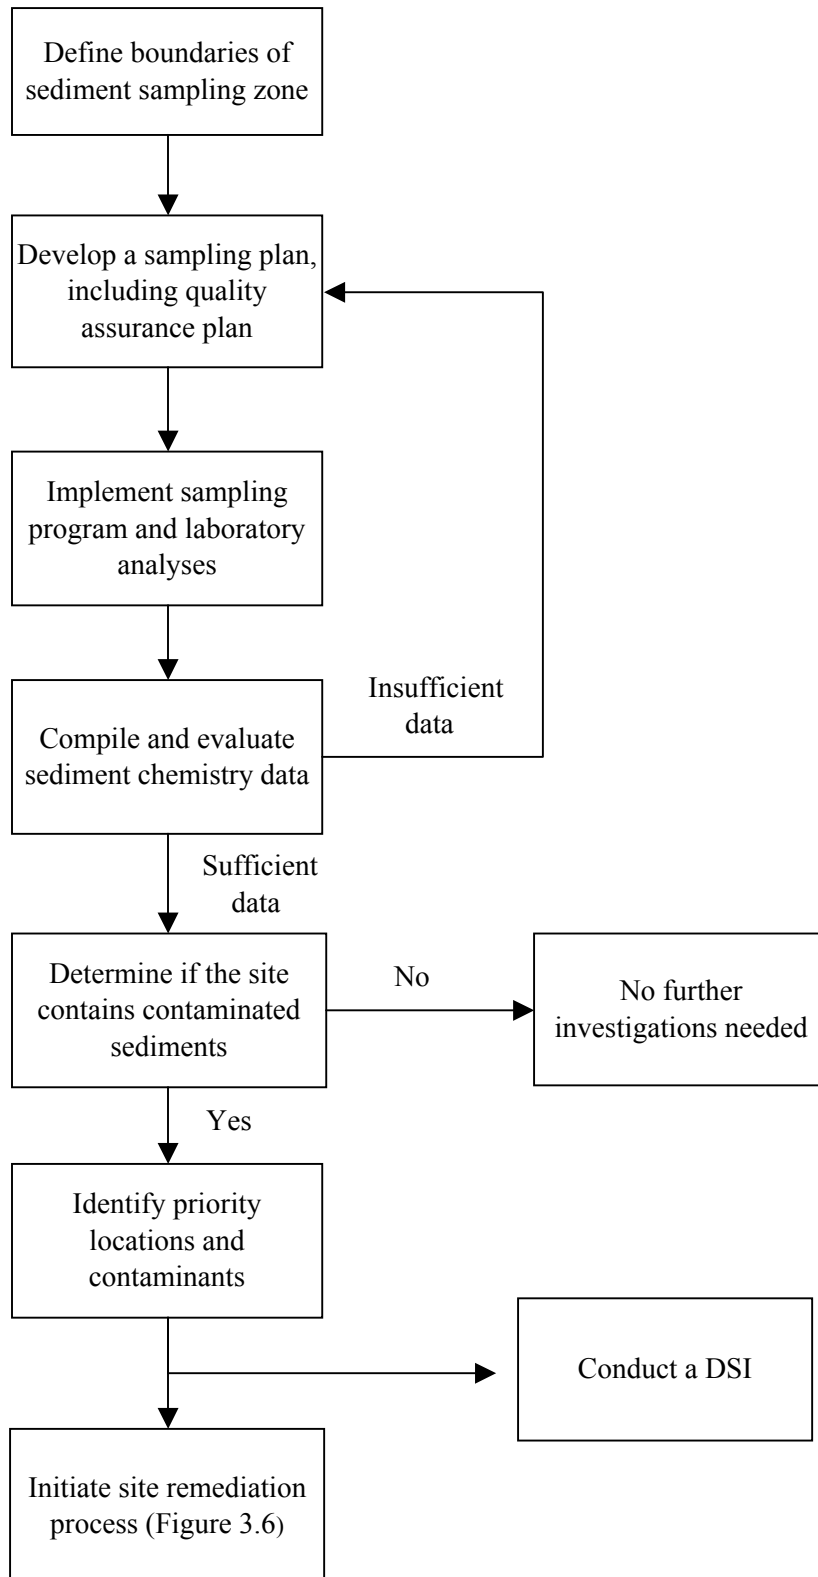 Define boundaries of
sediment sampling zone
Develop a sampling plan,
including quality
assurance plan
Implement sampling
program and laboratory
analyses
Insufficient
data
Compile and evaluate
sediment chemistry data
Sufficient
data
Determine if the site
contains contaminated
sediments
No
No further
investigations needed
Yes
Identify priority
locations and
contaminants
Conduct a DSI
Initiate site remediation
process (Figure 3.6)